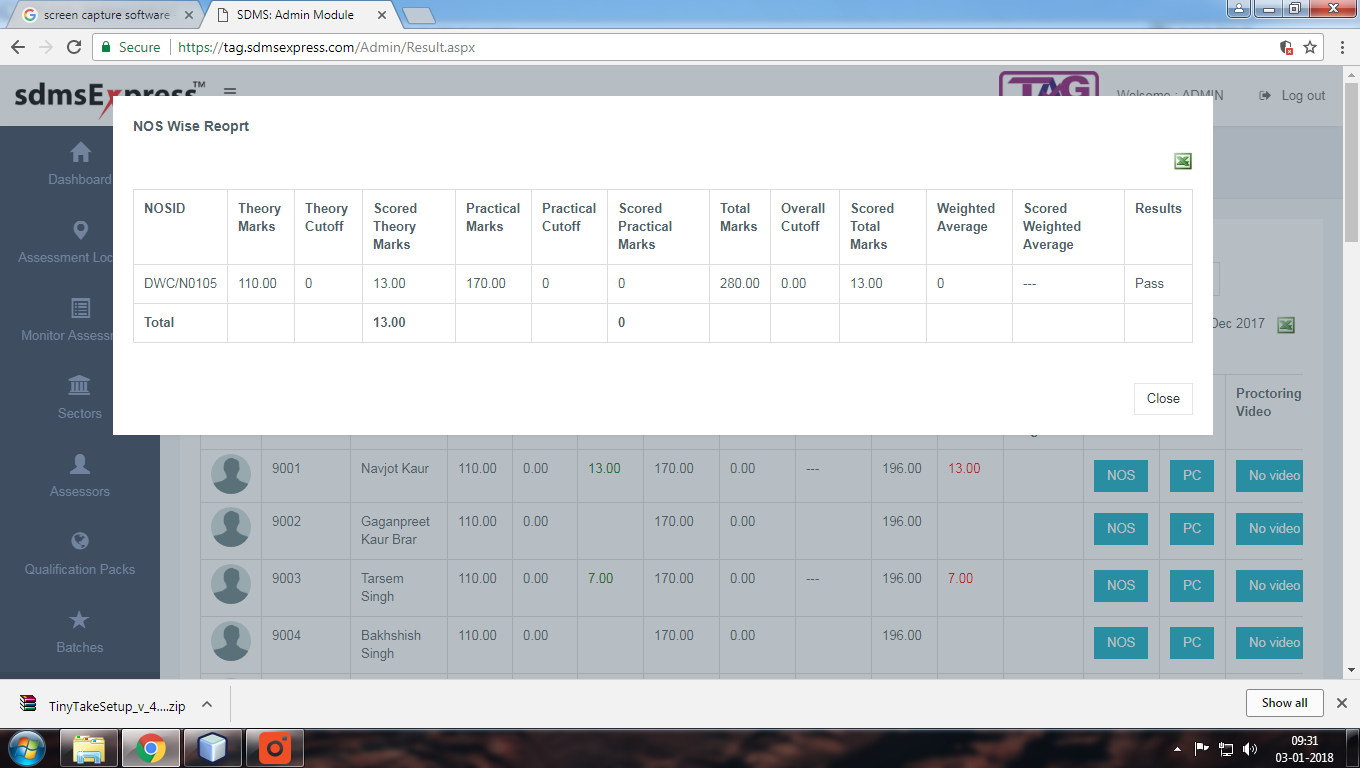 screen capture software
SDMS: Admin Module
Secure
https://tag.sdmsexpress.com/Admin/Result.aspx
sdmsExpress™
TAG
Welcome : ADMIN
Log out
Dashboard
Assessment Loc
Monitor Assessm
Sectors
Assessors
Qualification Packs
Batches
NOS Wise Reoprt
NOSID Theory Marks Theory Cutoff Scored Theory Marks Practical Marks Practical Cutoff Scored Practical Marks Total Marks Overall Cutoff Scored Total Marks Weighted Average Scored Weighted Average Results
DWC/N0105 110.00 0 13.00 170.00 0 0 280.00 0.00 13.00 0 --- Pass
Total 13.00 0
Close
Dec 2017
Proctoring
Video
9001 Navjot Kaur 110.00 0.00 13.00 170.00 0.00 --- 196.00 13.00 NOS PC No video
9002 Gaganpreet Kaur Brar 110.00 0.00 170.00 0.00 196.00 NOS PC No video
9003 Tarsem Singh 110.00 0.00 7.00 170.00 0.00 --- 196.00 7.00 NOS PC No video
9004 Bakhshish Singh 110.00 0.00 170.00 0.00 196.00 NOS PC No video
TinyTakeSetup_v_4....zip
Show all
09:31
03-01-2018